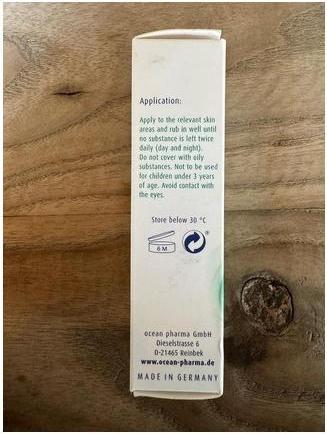 Application:
Apply to the relevant skin
areas and rub in well until
no substance is left twice
daily (day and night).
Do not cover with oily
substances. Not to be used
for children under 3 years
of age. Avoid contact with
the eyes.
Store below 30 °C
6 M
®
ocean pharma GmbH
Dieselstrasse 6
D-21465 Reinbek
www.ocean-pharma.de
MADE IN GERMANY